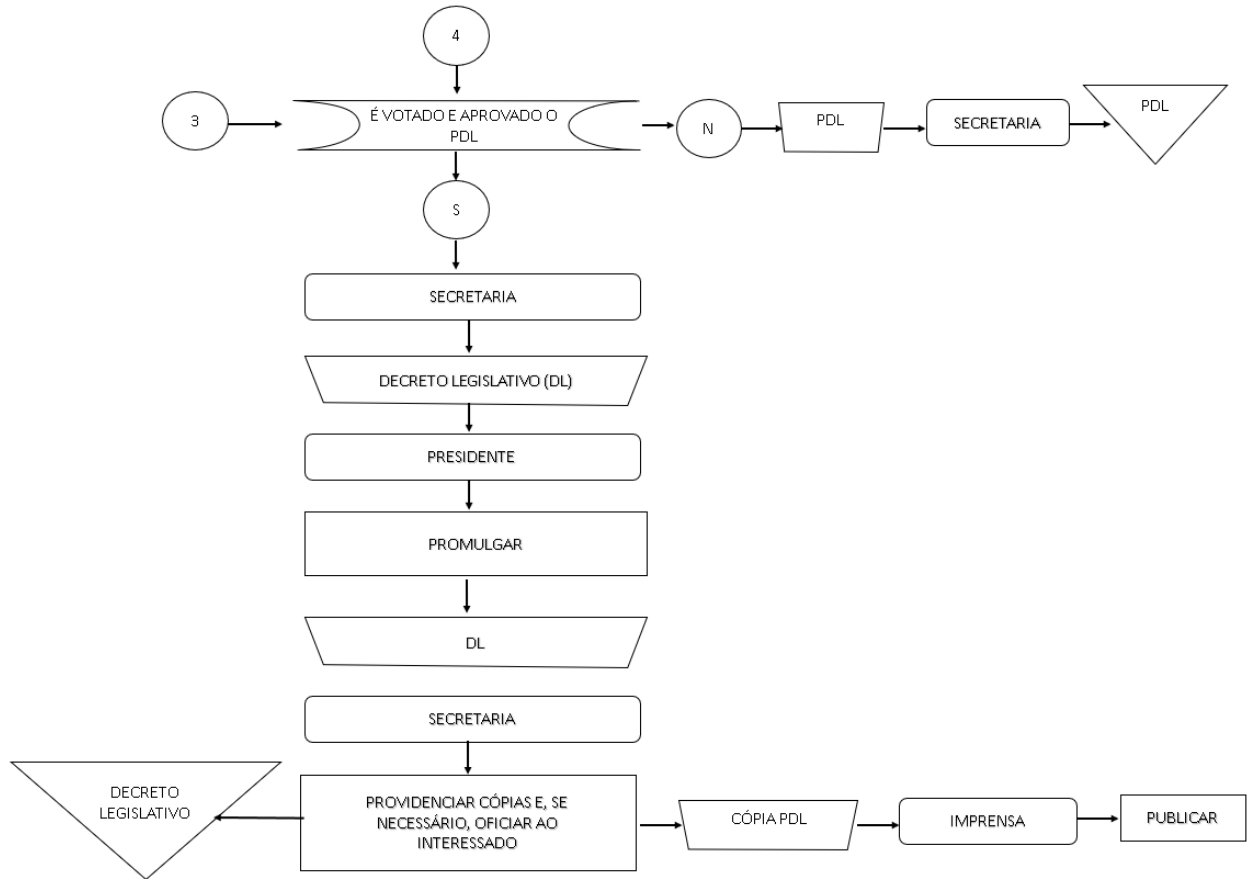 4
3
É VOTADO E APROVADO O
PDL
N
PDL
SECRETARIA
PDL
S
SECRETARIA
DECRETO LEGISLATIVO (DL)
PRESIDENTE
PROMULGAR
DL
SECRETARIA
DECRETO
LEGISLATIVO
PROVIDENCIAR CÓPIAS E, SE
NECESSÁRIO, OFICIAR AO
INTERESSADO
CÓPIA PDL
IMPRENSA
PUBLICAR